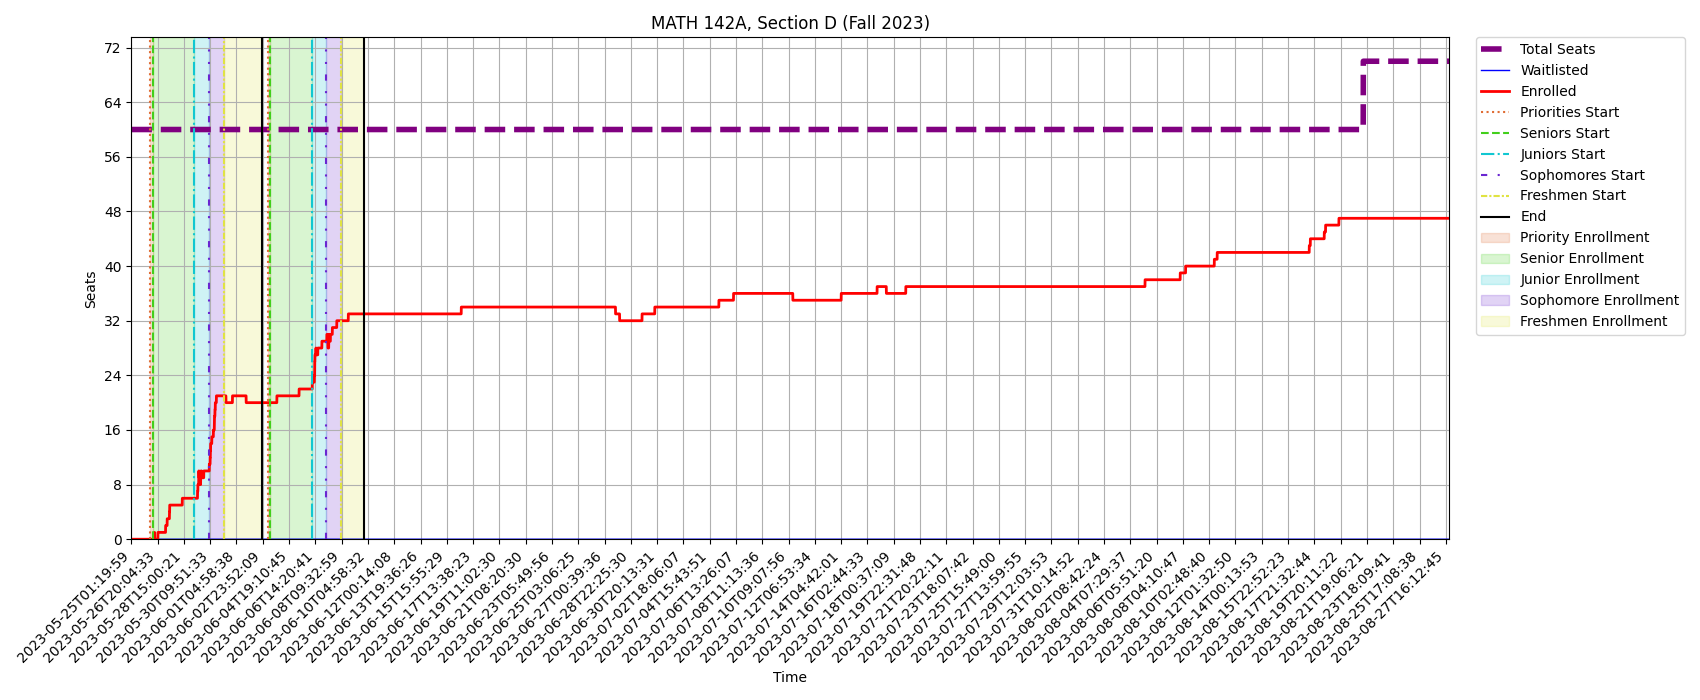 MATH 142A, Section D (Fall 2023)
72
64
56
48
40
32
24
16
8
0
Seats
2023-05-25T01:19:59
2023-05-26T20:04:33
2023-05-28T15:00:21
2023-05-30T09:51:33
2023-06-01T04:58:38
2023-06-02T23:52:09
2023-06-04T19:10:45
2023-06-06T14:20:41
2023-06-08T09:32:59
2023-06-10T04:58:32
2023-06-12T00:14:08
2023-06-13T19:36:26
2023-06-15T15:55:29
2023-06-17T13:38:23
2023-06-19T11:02:30
2023-06-21T08:20:30
2023-06-23T05:49:56
2023-06-25T03:06:25
2023-06-27T00:39:36
2023-06-28T22:25:30
2023-06-30T20:13:31
2023-07-02T18:06:07
2023-07-04T15:43:51
2023-07-06T13:26:07
2023-07-08T11:13:36
2023-07-10T09:07:56
2023-07-12T06:53:34
2023-07-14T04:42:01
2023-07-16T02:44:33
2023-07-18T00:37:09
2023-07-19T22:31:48
2023-07-21T20:22:11
2023-07-23T18:07:42
2023-07-25T15:49:00
2023-07-27T13:59:55
2023-07-29T12:03:53
2023-07-31T10:14:52
2023-08-02T08:42:24
2023-08-04T07:29:37
2023-08-06T05:51:20
2023-08-08T04:10:47
2023-08-10T02:48:40
2023-08-12T01:32:50
2023-08-14T00:13:53
2023-08-15T22:52:23
2023-08-17T21:32:44
2023-08-19T20:11:22
2023-08-21T19:06:21
2023-08-23T18:09:41
2023-08-25T17:08:38
2023-08-27T16:12:45
Time
Total Seats
Waitlisted
Enrolled
Priorities Start
Seniors Start
Juniors Start
Sophomores Start
Freshmen Start
End
Priority Enrollment
Senior Enrollment
Junior Enrollment
Sophomore Enrollment
Freshmen Enrollment